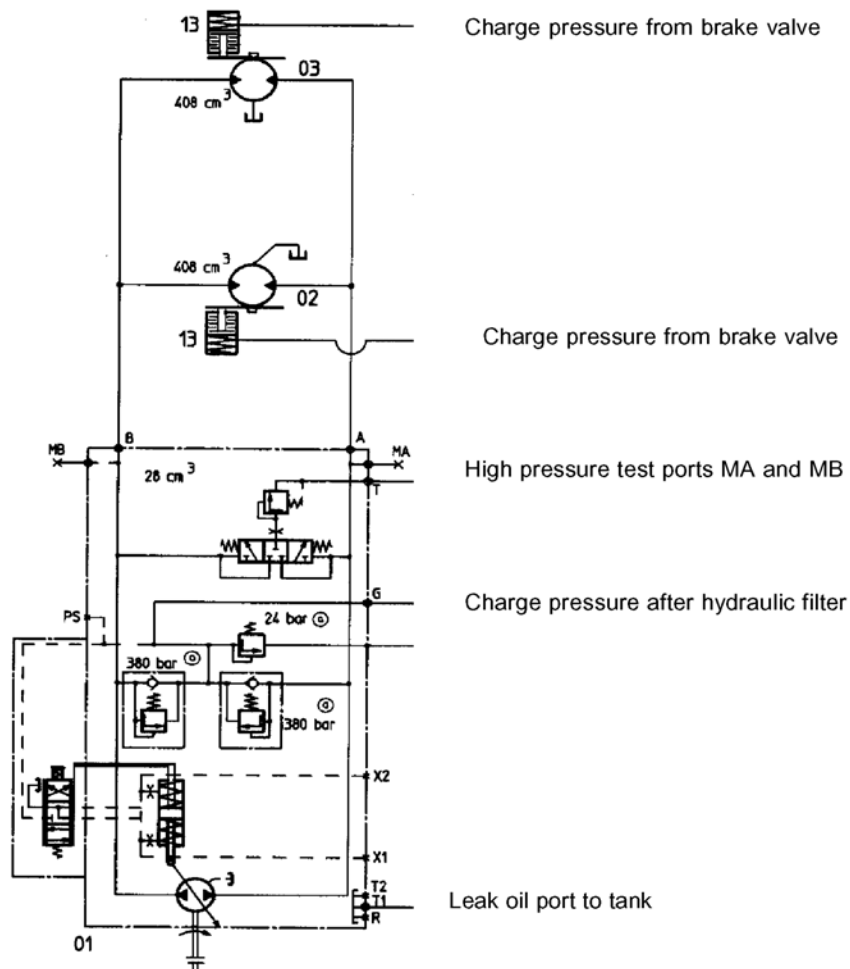 13
Charge pressure from brake valve
03
408 cm³
408 cm³
02
13
Charge pressure from brake valve
B
A
MB
MA
28 cm³
High pressure test ports MA and MB
T
G
Charge pressure after hydraulic filter
PS
24 bar ⓐ
380 bar ⓐ
ⓐ
380 bar
X2
X1
T2
T1
Leak oil port to tank
R
01